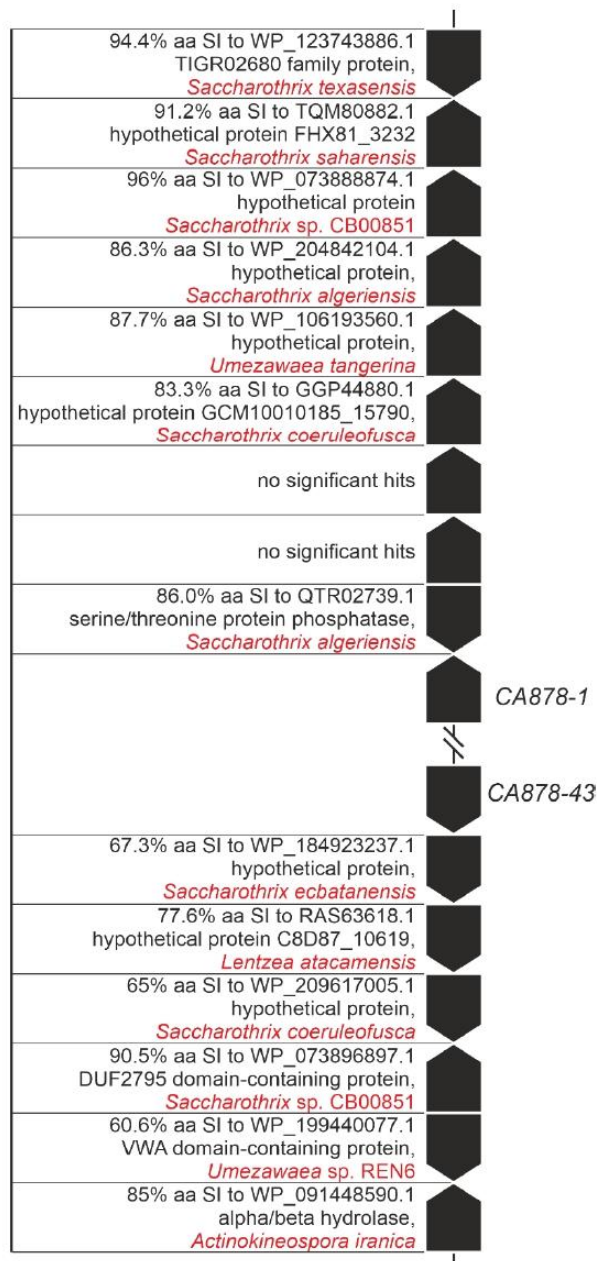 94.4% aa SI to WP_123743886.1
TIGR02680 family protein,
Saccharothrix texasensis
91.2% aa SI to TQM80882.1
hypothetical protein FHX81_3232
Saccharothrix saharensis
96% aa SI to WP_073888874.1
hypothetical protein
Saccharothrix sp. CB00851
86.3% aa SI to WP_204842104.1
hypothetical protein,
Saccharothrix algeriensis
87.7% aa SI to WP_106193560.1
hypothetical protein,
Umezawaea tangerina
83.3% aa SI to GGP44880.1
hypothetical protein GCM10010185_15790,
Saccharothrix coeruleofusca
no significant hits
no significant hits
86.0% aa SI to QTR02739.1
serine/threonine protein phosphatase,
Saccharothrix algeriensis
CA878-1
CA878-43
67.3% aa SI to WP_184923237.1
hypothetical protein,
Saccharothrix ecbatanensis
77.6% aa SI to RAS63618.1
hypothetical protein C8D87_10619,
Lentzea atacamensis
65% aa SI to WP_209617005.1
hypothetical protein,
Saccharothrix coeruleofusca
90.5% aa SI to WP_073896897.1
DUF2795 domain-containing protein,
Saccharothrix sp. CB00851
60.6% aa SI to WP_199440077.1
VWA domain-containing protein,
Umezawaea sp. REN6
85% aa SI to WP_091448590.1
alpha/beta hydrolase,
Actinokineospora iranica